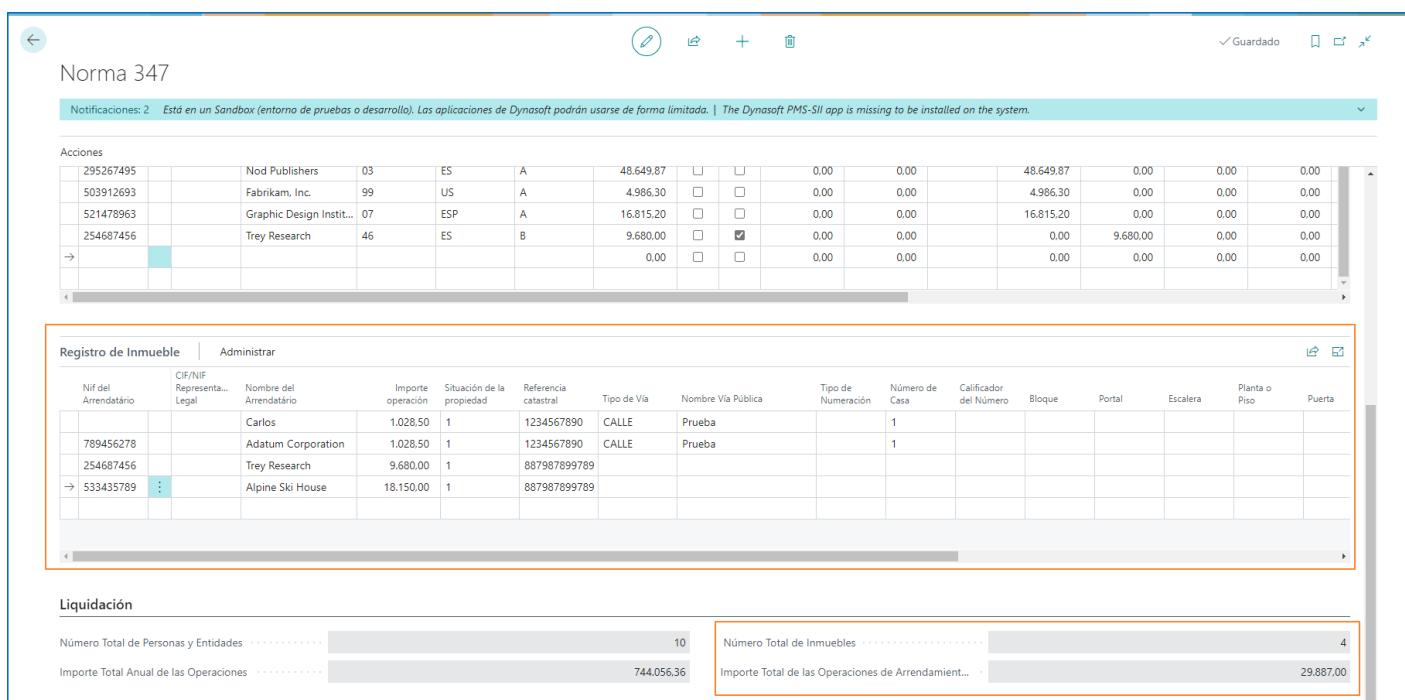 Guardado
Norma 347
Notificaciones: 2 Está en un Sandbox (entorno de pruebas o desarrollo). Las aplicaciones de Dynasoft podrán usarse de forma limitada. | The Dynasoft PMS-SII app is missing to be installed on the system.
Acciones
295267495 Nod Publishers 03 ES A 48.649,87 0,00 0,00 48.649,87 0,00 0,00 0,00
503912693 Fabrikam, Inc. 99 US A 4.986,30 0,00 0,00 4.986,30 0,00 0,00 0,00
521478963 Graphic Design Instit... 07 ESP A 16.815,20 0,00 0,00 16.815,20 0,00 0,00 0,00
254687456 Trey Research 46 ES B 9.680,00 0,00 0,00 0,00 9.680,00 0,00 0,00
0,00 0,00 0,00 0,00 0,00 0,00 0,00
Registro de Inmueble | Administrar
CIF/NIF
Nif del Representa... Nombre del Importe Situación de la Referencia Tipo de Número de Calificador Planta o
Arrendatário Legal Arrendatário operación propiedad catastral Tipo de Vía Nombre Vía Pública Numeración Casa del Número Bloque Portal Escalera Piso Puerta
Carlos 1.028,50 1 1234567890 CALLE Prueba 1
789456278 Adatum Corporation 1.028,50 1 1234567890 CALLE Prueba 1
254687456 Trey Research 9.680,00 1 887987899789
533435789 Alpine Ski House 18.150,00 1 887987899789
Liquidación
Número Total de Personas y Entidades 10 Número Total de Inmuebles 4
Importe Total Anual de las Operaciones 744.056,36 Importe Total de las Operaciones de Arrendamient... 29.887,00